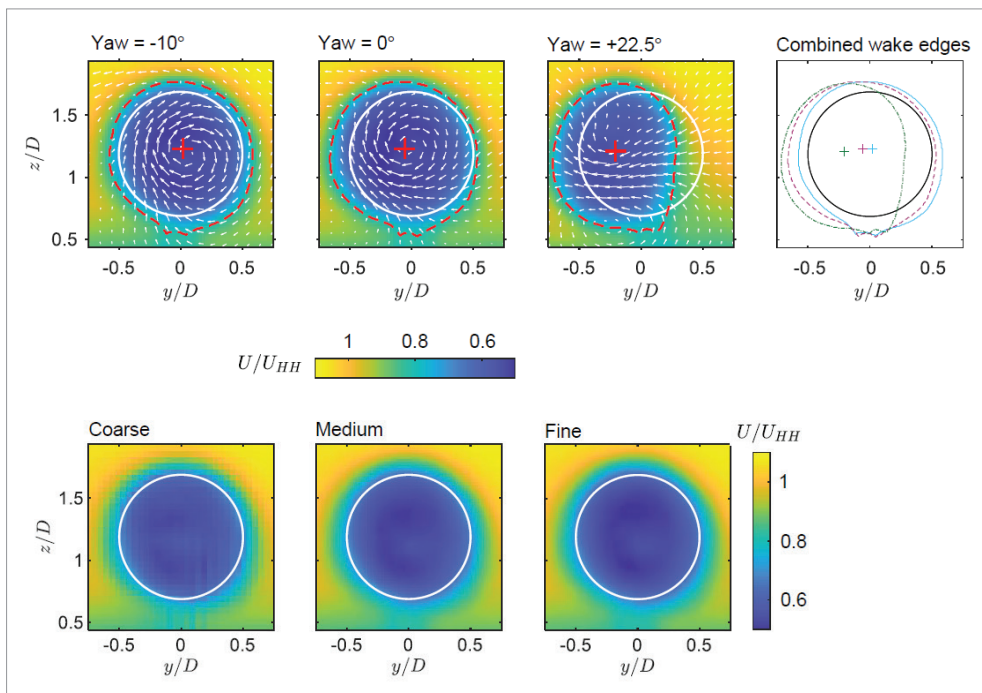 Yaw = -10°
Yaw = 0°
Yaw = +22.5°
Combined wake edges
z/D
1.5
1
0.5
-0.5 0 0.5
-0.5 0 0.5
-0.5 0 0.5
-0.5 0 0.5
y/D
y/D
y/D
y/D
1 0.8 0.6
U/U_HH
Coarse
Medium
Fine
U/U_HH
z/D
1.5
1
0.5
1
0.8
0.6
-0.5 0 0.5
-0.5 0 0.5
-0.5 0 0.5
y/D
y/D
y/D